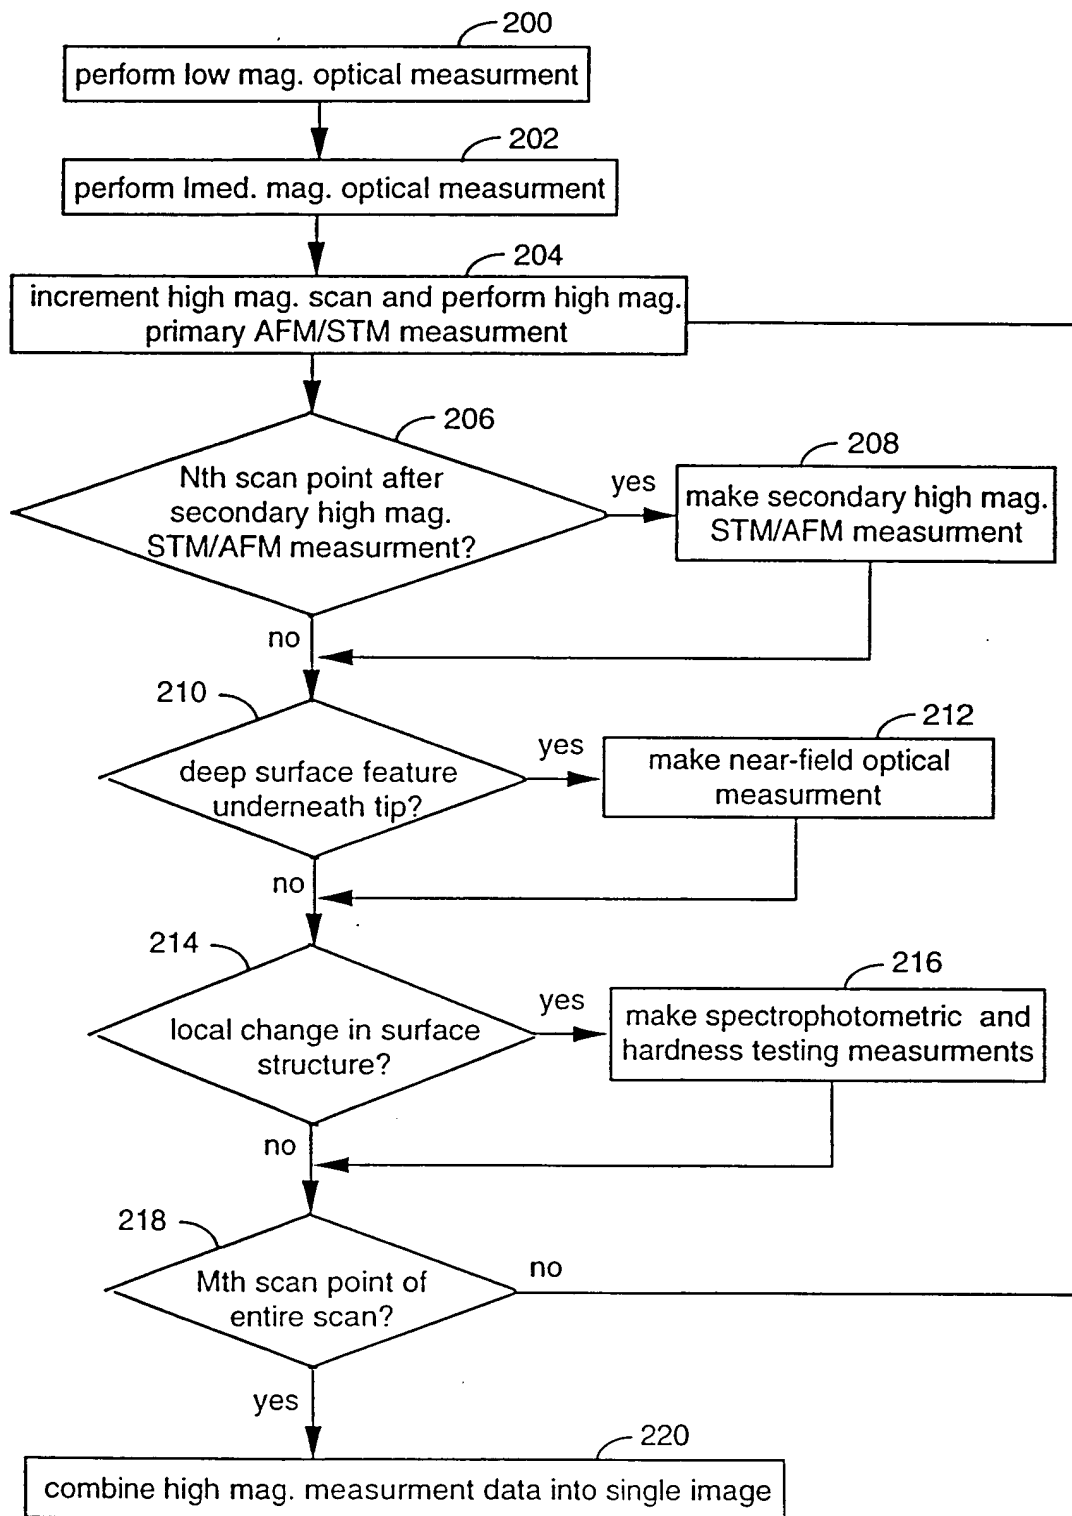 200
perform low mag. optical measurment
202
perform Imed. mag. optical measurment
204
increment high mag. scan and perform high mag.
primary AFM/STM measurment
206
Nth scan point after
secondary high mag.
STM/AFM measurment?
yes
208
make secondary high mag.
STM/AFM measurment
no
210
deep surface feature
underneath tip?
yes
212
make near-field optical
measurment
no
214
local change in surface
structure?
yes
216
make spectrophotometric and
hardness testing measurments
no
218
Mth scan point of
entire scan?
no
yes
220
combine high mag. measurment data into single image